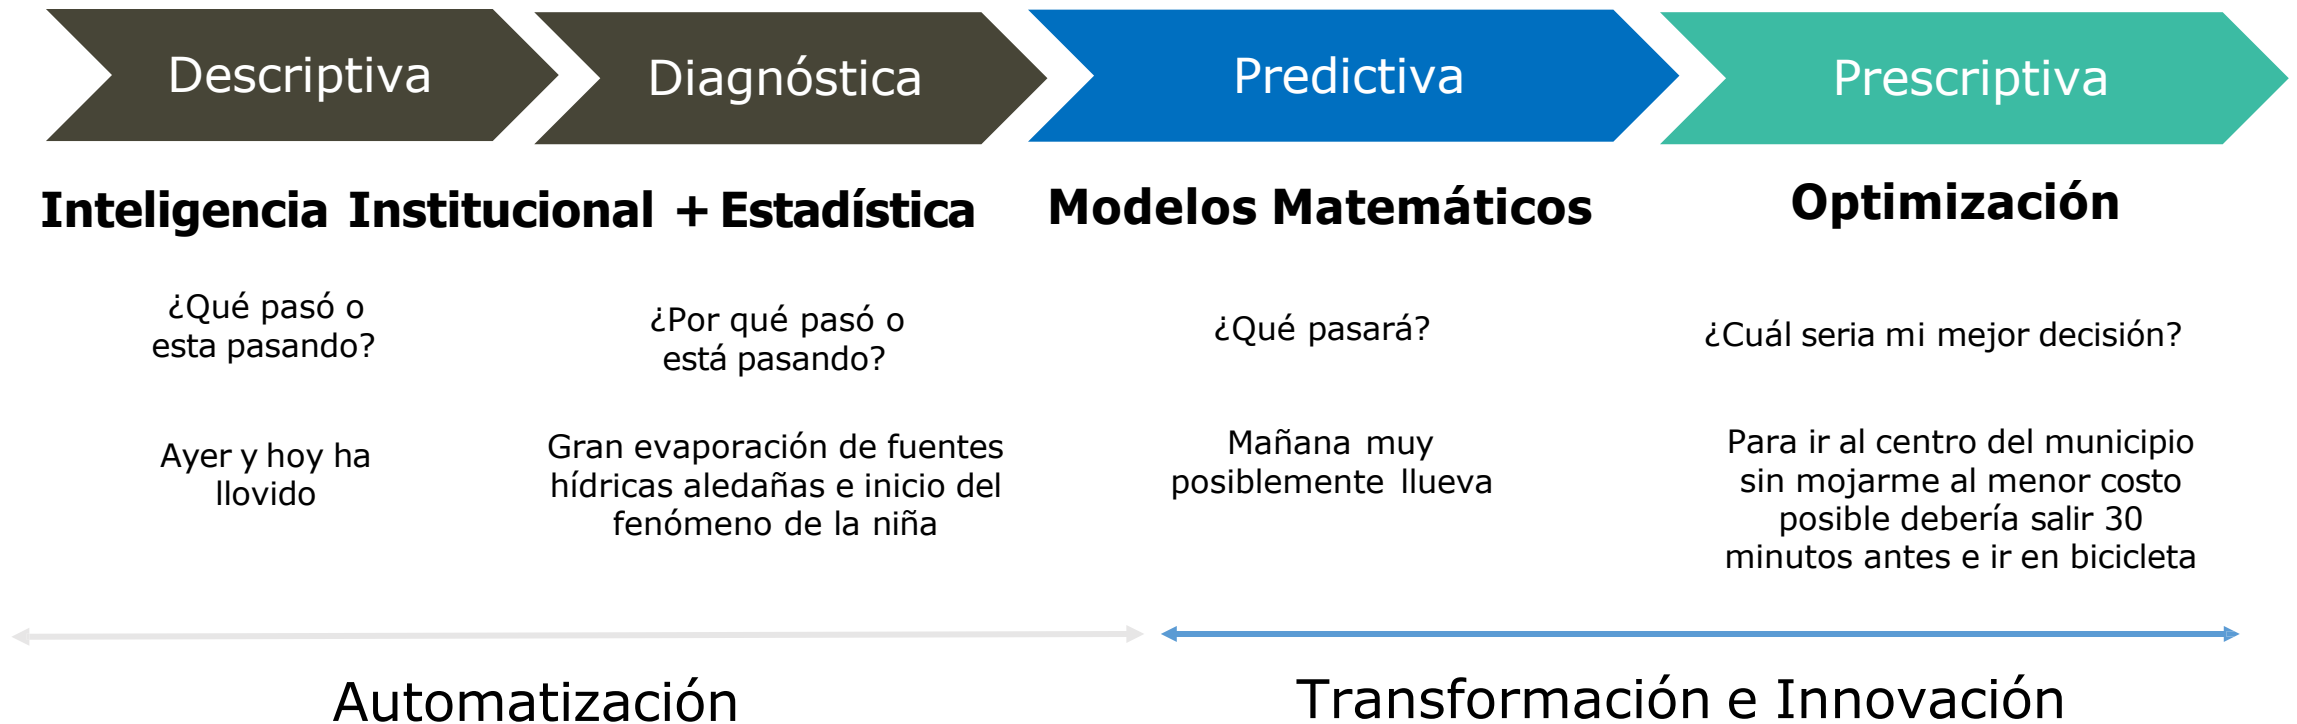 Descriptiva
Diagnóstica
Predictiva
Prescriptiva
Inteligencia Institucional + Estadística
Modelos Matemáticos
Optimización
¿Qué pasó o
esta pasando?
¿Por qué pasó o
está pasando?
¿Qué pasará?
¿Cuál seria mi mejor decisión?
Ayer y hoy ha
llovido
Gran evaporación de fuentes
hídricas aledañas e inicio del
fenómeno de la niña
Mañana muy
posiblemente llueva
Para ir al centro del municipio
sin mojarme al menor costo
posible debería salir 30
minutos antes e ir en bicicleta
Automatización
Transformación e Innovación